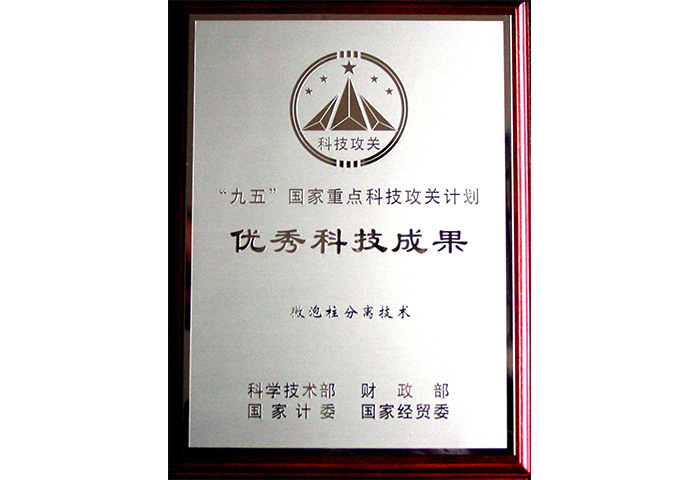 科技攻关
“九五”国家重点科技攻关计划
优秀科技成果
微泡柱分离技术
科学技术部 财政部
国家计委 国家经贸委